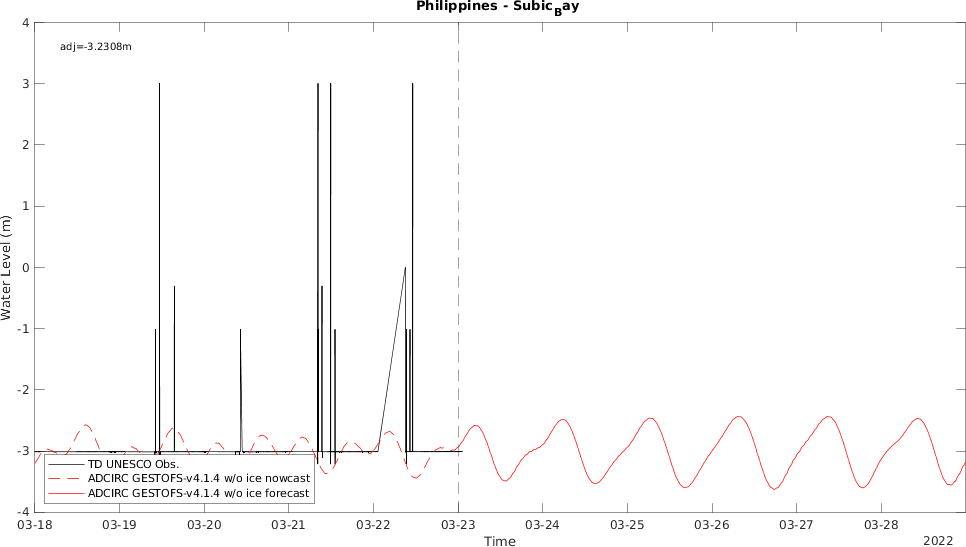 Philippines - Subic_Bay
adj=-3.2308m
Water Level (m)
4
3
2
1
0
-1
-2
-3
-4
TD UNESCO Obs.
ADCIRC GESTOFS-v4.1.4 w/o ice nowcast
ADCIRC GESTOFS-v4.1.4 w/o ice forecast
03-18 03-19 03-20 03-21 03-22 03-23 03-24 03-25 03-26 03-27 03-28
Time
2022